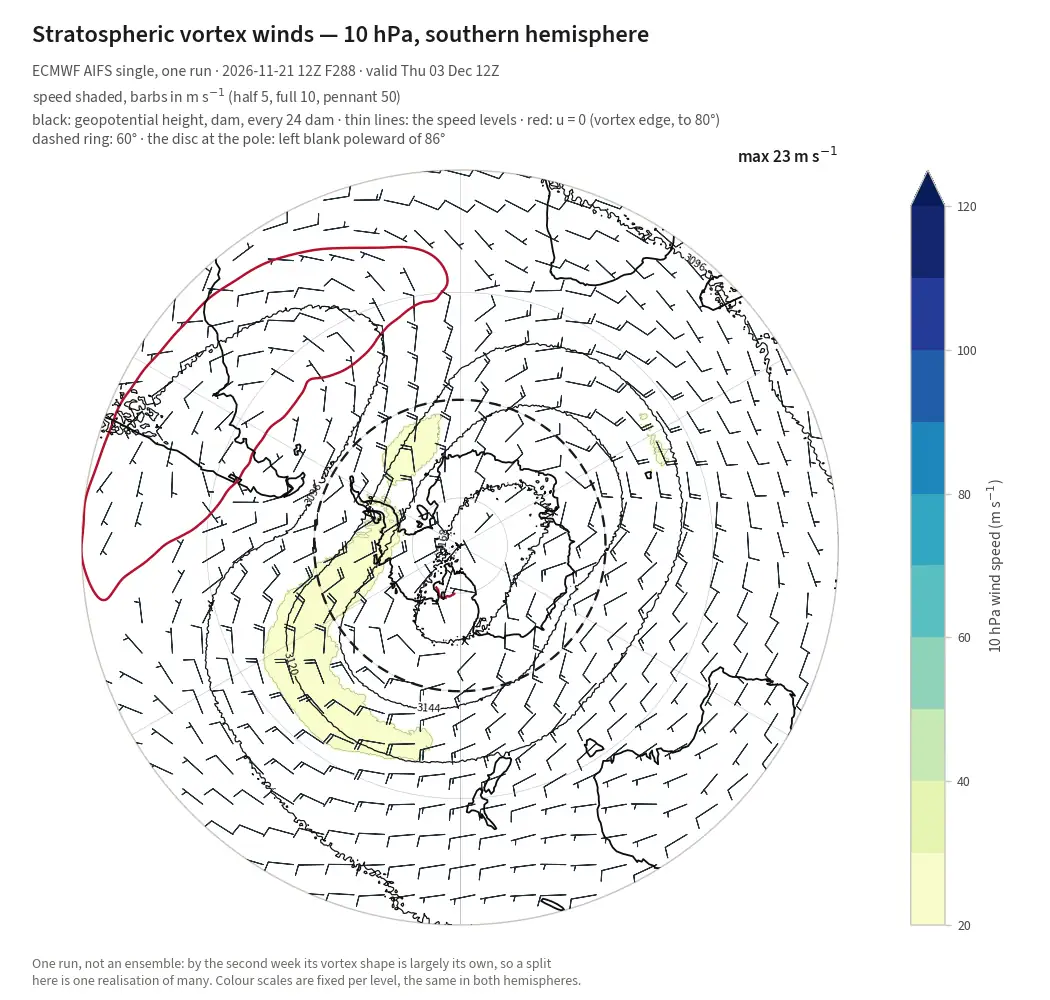 Stratospheric vortex winds — 10 hPa, southern hemisphere
ECMWF AIFS single, one run · 2026-11-21 12Z F288 · valid Thu 03 Dec 12Z
speed shaded, barbs in m s⁻¹ (half 5, full 10, pennant 50)
black: geopotential height, dam, every 24 dam · thin lines: the speed levels · red: u = 0 (vortex edge, to 80°)
dashed ring: 60° · the disc at the pole: left blank poleward of 86°
max 23 m s⁻¹
120
100
80
60
40
20
10 hPa wind speed (m s⁻¹)
3096
3096
3168
3120
3144
One run, not an ensemble: by the second week its vortex shape is largely its own, so a split
here is one realisation of many. Colour scales are fixed per level, the same in both hemispheres.